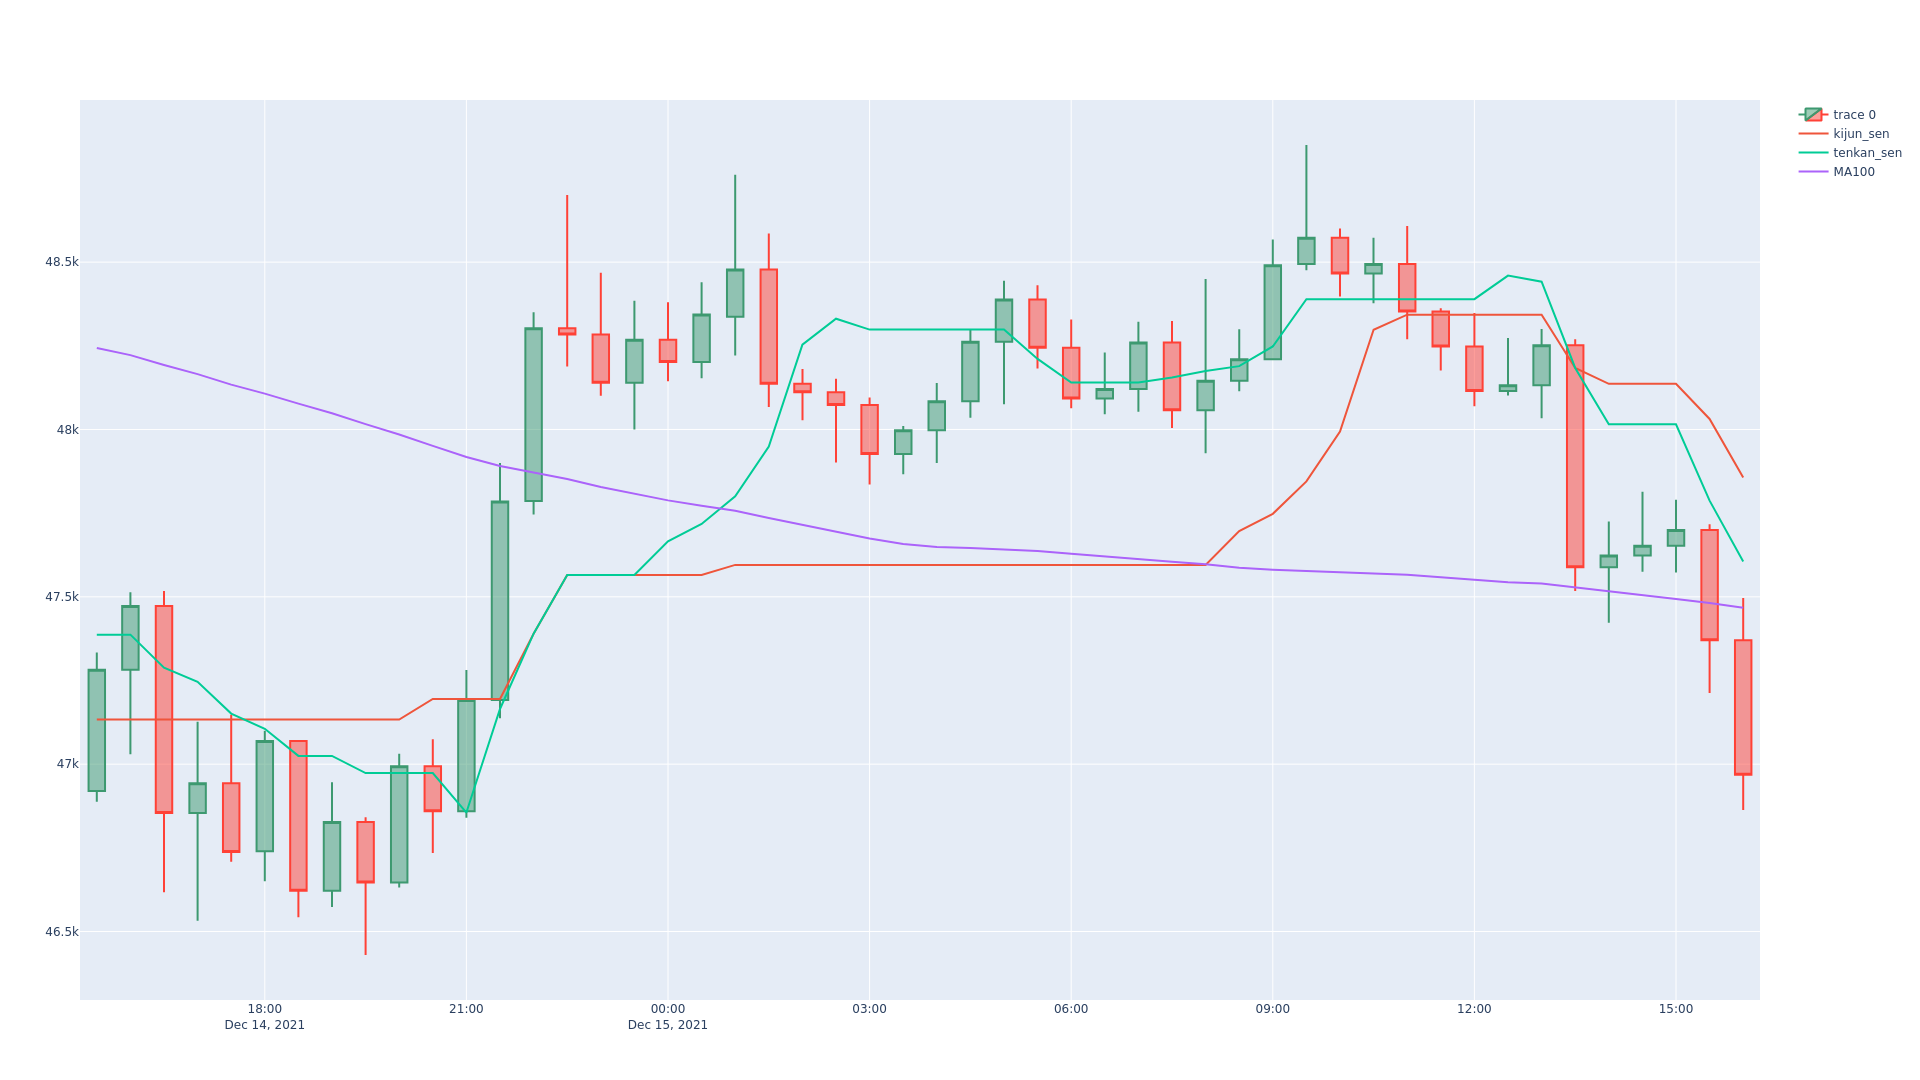 trace 0
kijun_sen
tenkan_sen
MA100
48.5k
48k
47.5k
47k
46.5k
18:00 21:00 00:00 03:00 06:00 09:00 12:00 15:00
Dec 14, 2021 Dec 15, 2021